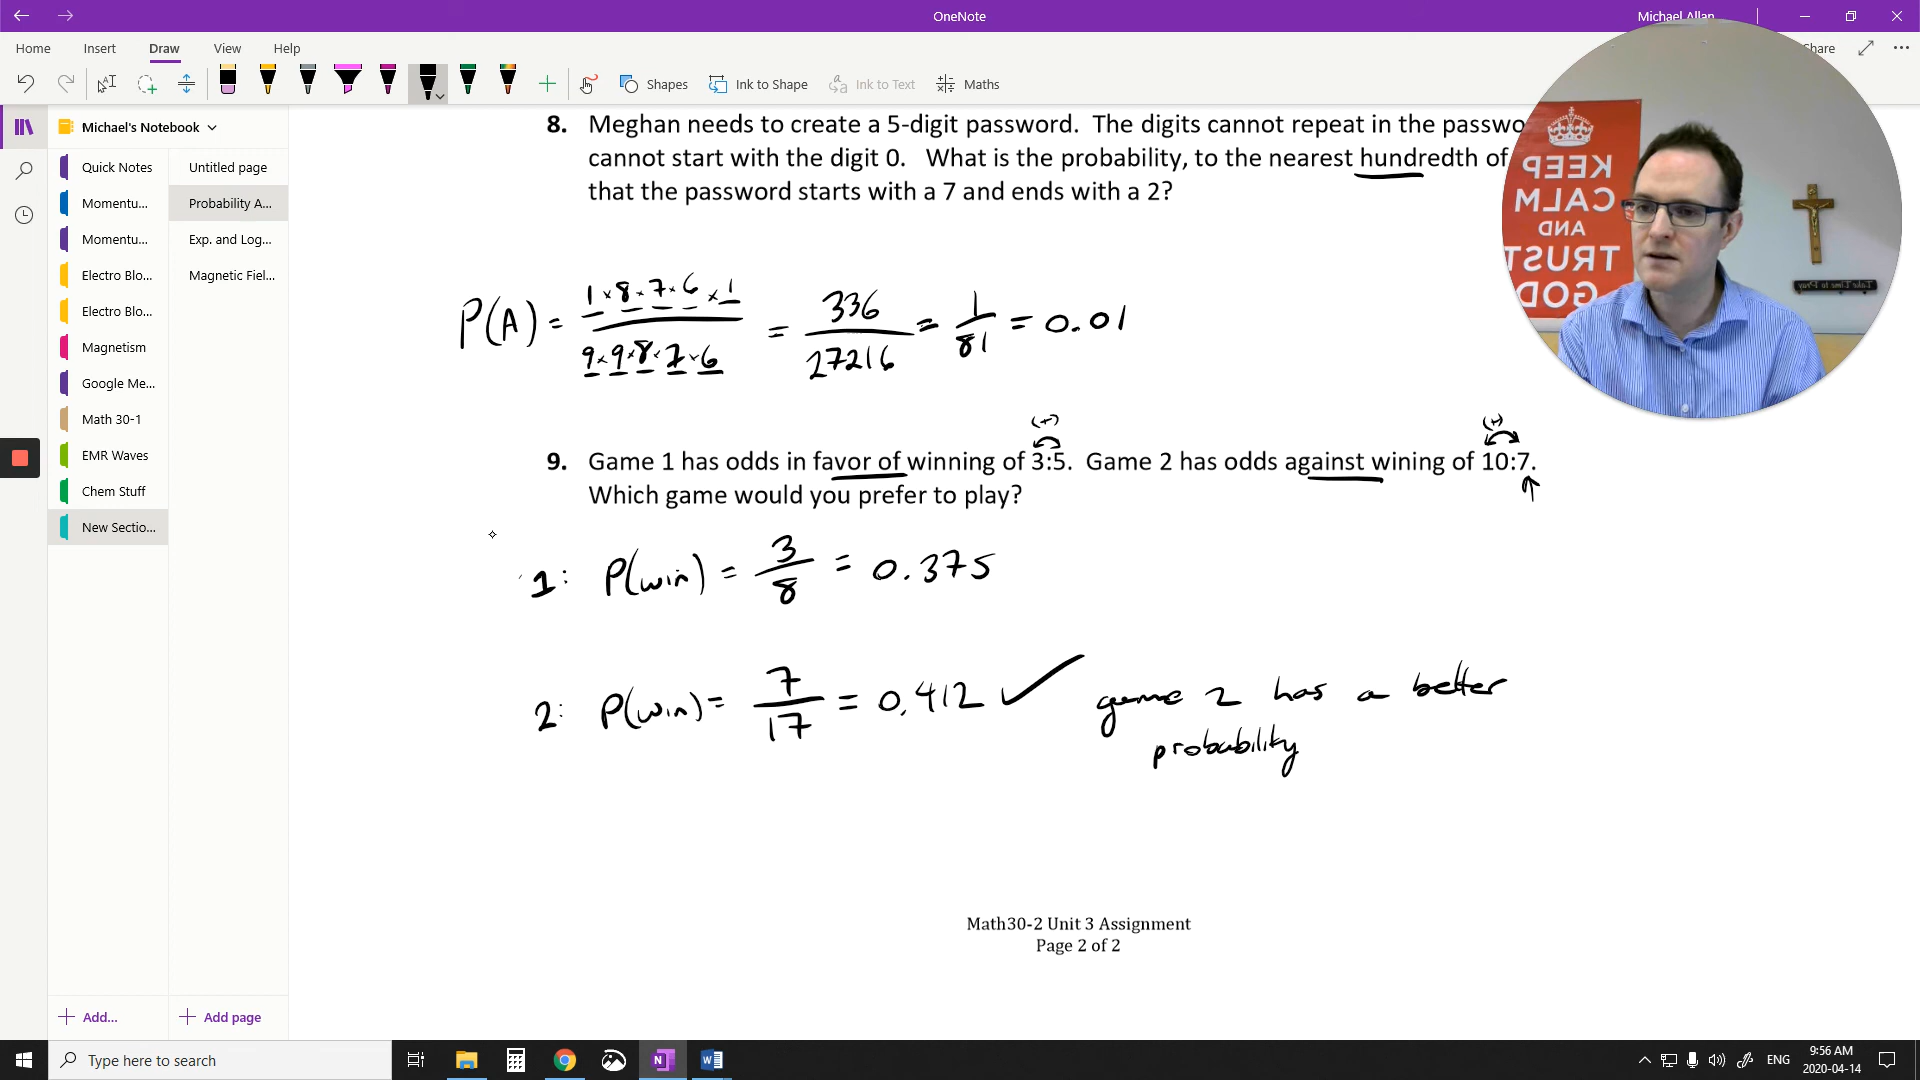 OneNote
Michael Allan
Home Insert Draw View Help
Share
Shapes Ink to Shape Ink to Text Maths
Michael's Notebook
Quick Notes
Momentu...
Momentu...
Electro Blo...
Electro Blo...
Magnetism
Google Me...
Math 30-1
EMR Waves
Chem Stuff
New Sectio...
Add...
Untitled page
Probability A...
Exp. and Log...
Magnetic Fiel...
Add page
8. Meghan needs to create a 5-digit password. The digits cannot repeat in the passwo
cannot start with the digit 0. What is the probability, to the nearest hundredth of
that the password starts with a 7 and ends with a 2?
P(A) = 1 × 8 × 7 × 6 × 1 / 9 × 9 × 8 × 7 × 6 = 336 / 27216 = 1 / 81 = 0.01
(+) (+)
9. Game 1 has odds in favor of winning of 3:5. Game 2 has odds against wining of 10:7.
Which game would you prefer to play?
1: P(win) = 3 / 8 = 0.375
2: P(win) = 7 / 17 = 0.412 ✓ game 2 has a better
probability
Math30-2 Unit 3 Assignment
Page 2 of 2
KEEP
CALM
AND
TRUST
GOD
Take Time to Pray
Type here to search
ENG
9:56 AM
2020-04-14